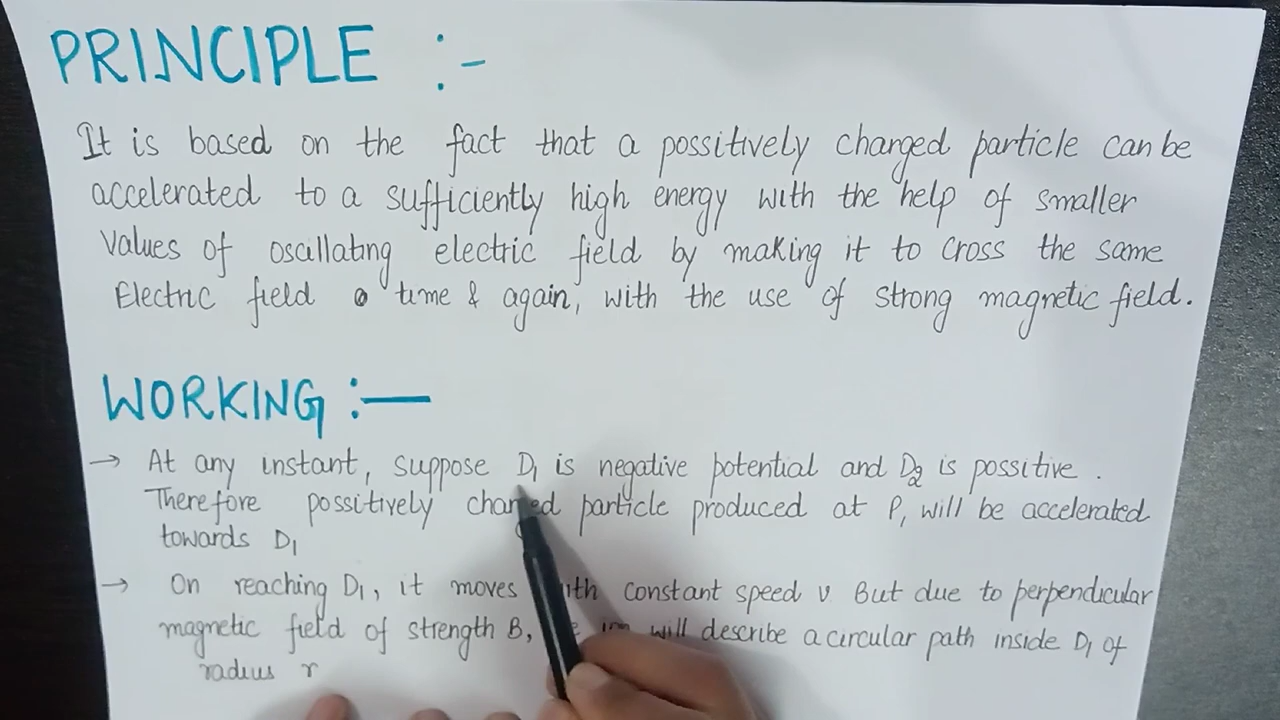 PRINCIPLE :-
It is based on the fact that a possitively charged particle can be
accelerated to a sufficiently high energy with the help of smaller
values of oscillating electric field by making it to cross the same
Electric field time & again, with the use of strong magnetic field.
WORKING :—
→ At any instant, suppose D1 is negative potential and D2 is possitive.
Therefore possitively charged particle produced at P, will be accelerated
towards D1
→ On reaching D1, it moves with constant speed v But due to perpendicular
magnetic field of strength B, will describe a circular path inside D1 of
radius r